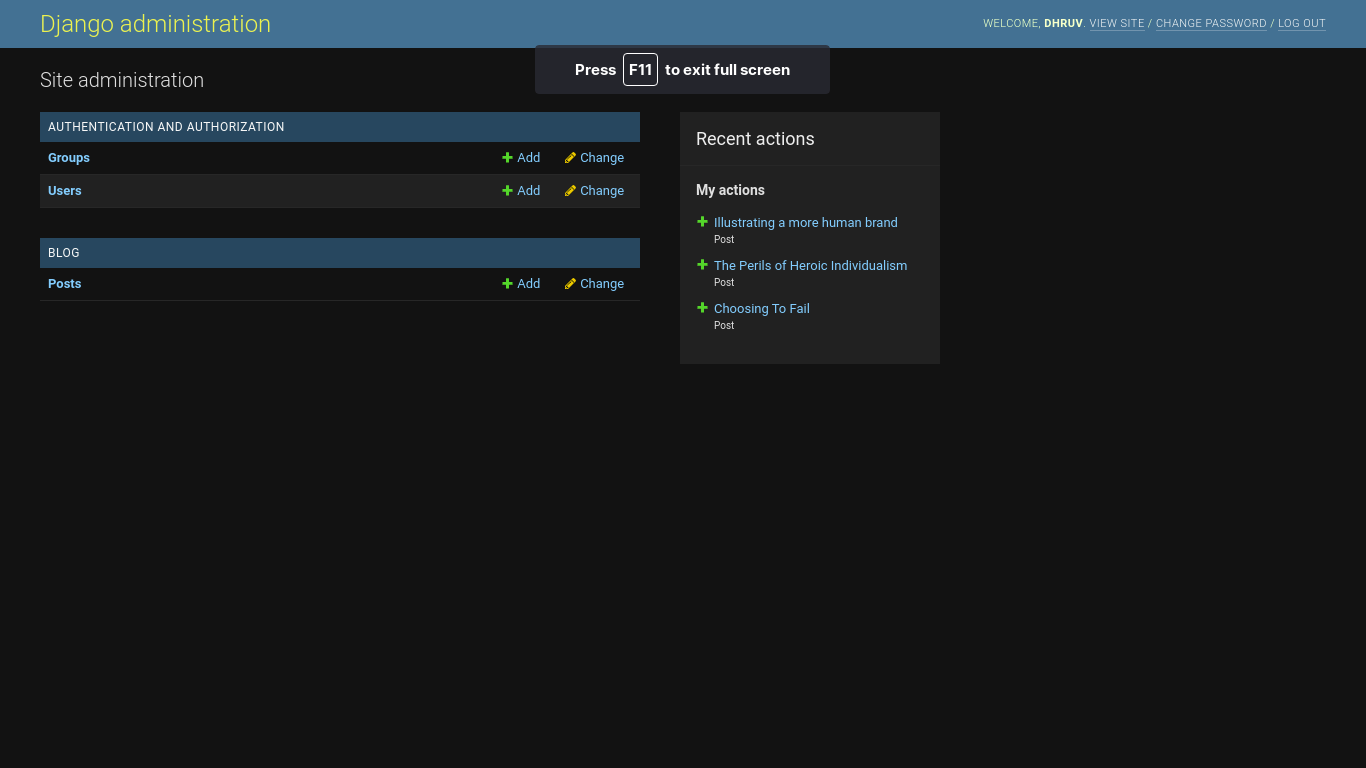 Django administration
WELCOME, DHRUV. VIEW SITE / CHANGE PASSWORD / LOG OUT
Press F11 to exit full screen
Site administration
AUTHENTICATION AND AUTHORIZATION
Groups Add Change
Users Add Change
BLOG
Posts Add Change
Recent actions
My actions
Illustrating a more human brand
Post
The Perils of Heroic Individualism
Post
Choosing To Fail
Post